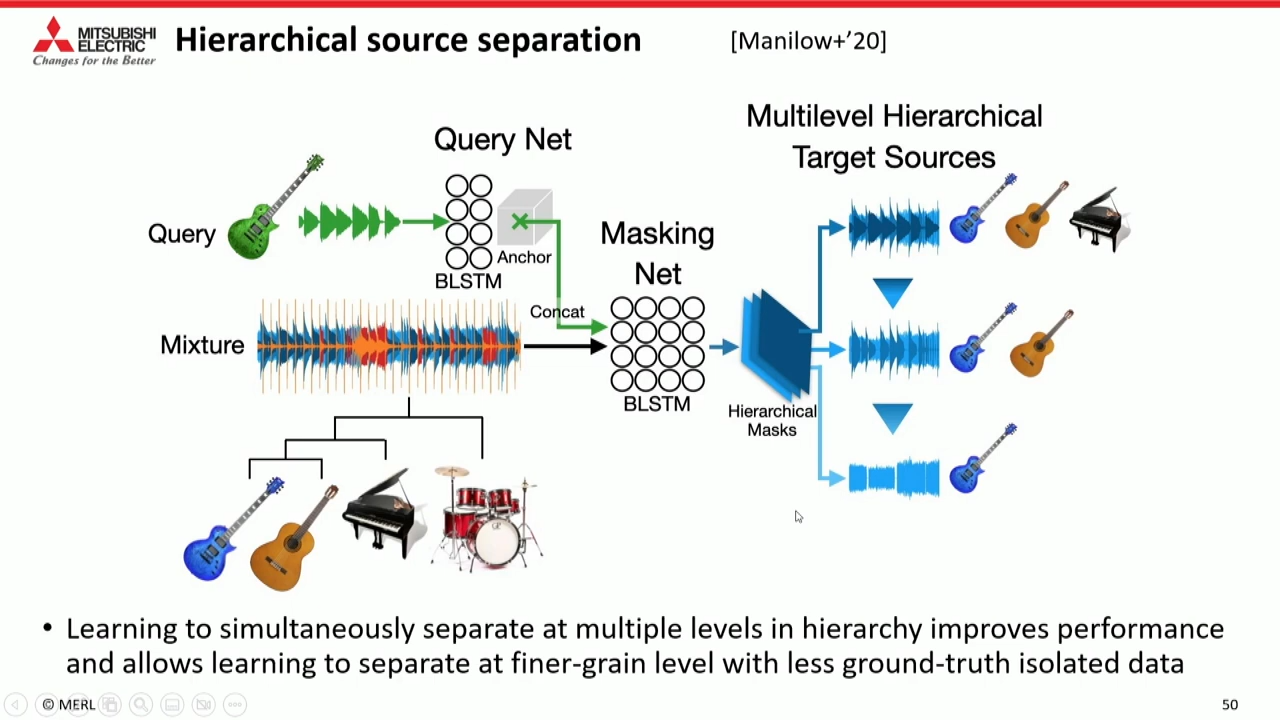 MITSUBISHI
ELECTRIC
Changes for the Better
Hierarchical source separation
[Manilow+’20]
Multilevel Hierarchical
Target Sources
Query Net
Query
Anchor
BLSTM
Masking
Net
Concat
Mixture
BLSTM
Hierarchical
Masks
• Learning to simultaneously separate at multiple levels in hierarchy improves performance
and allows learning to separate at finer-grain level with less ground-truth isolated data
© MERL
50